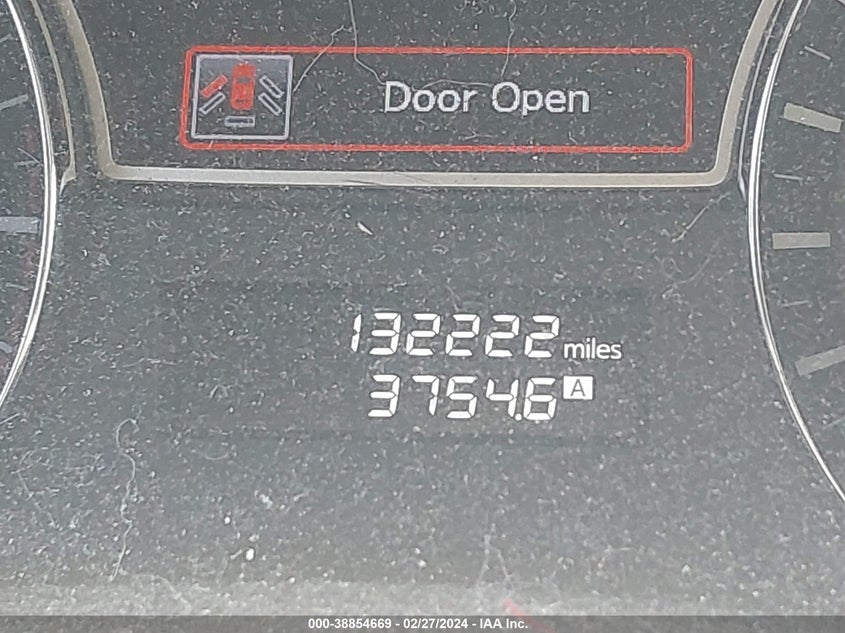 Door Open
132222 miles
3754.6 A
000-38854669 - 02/27/2024 - IAA Inc.